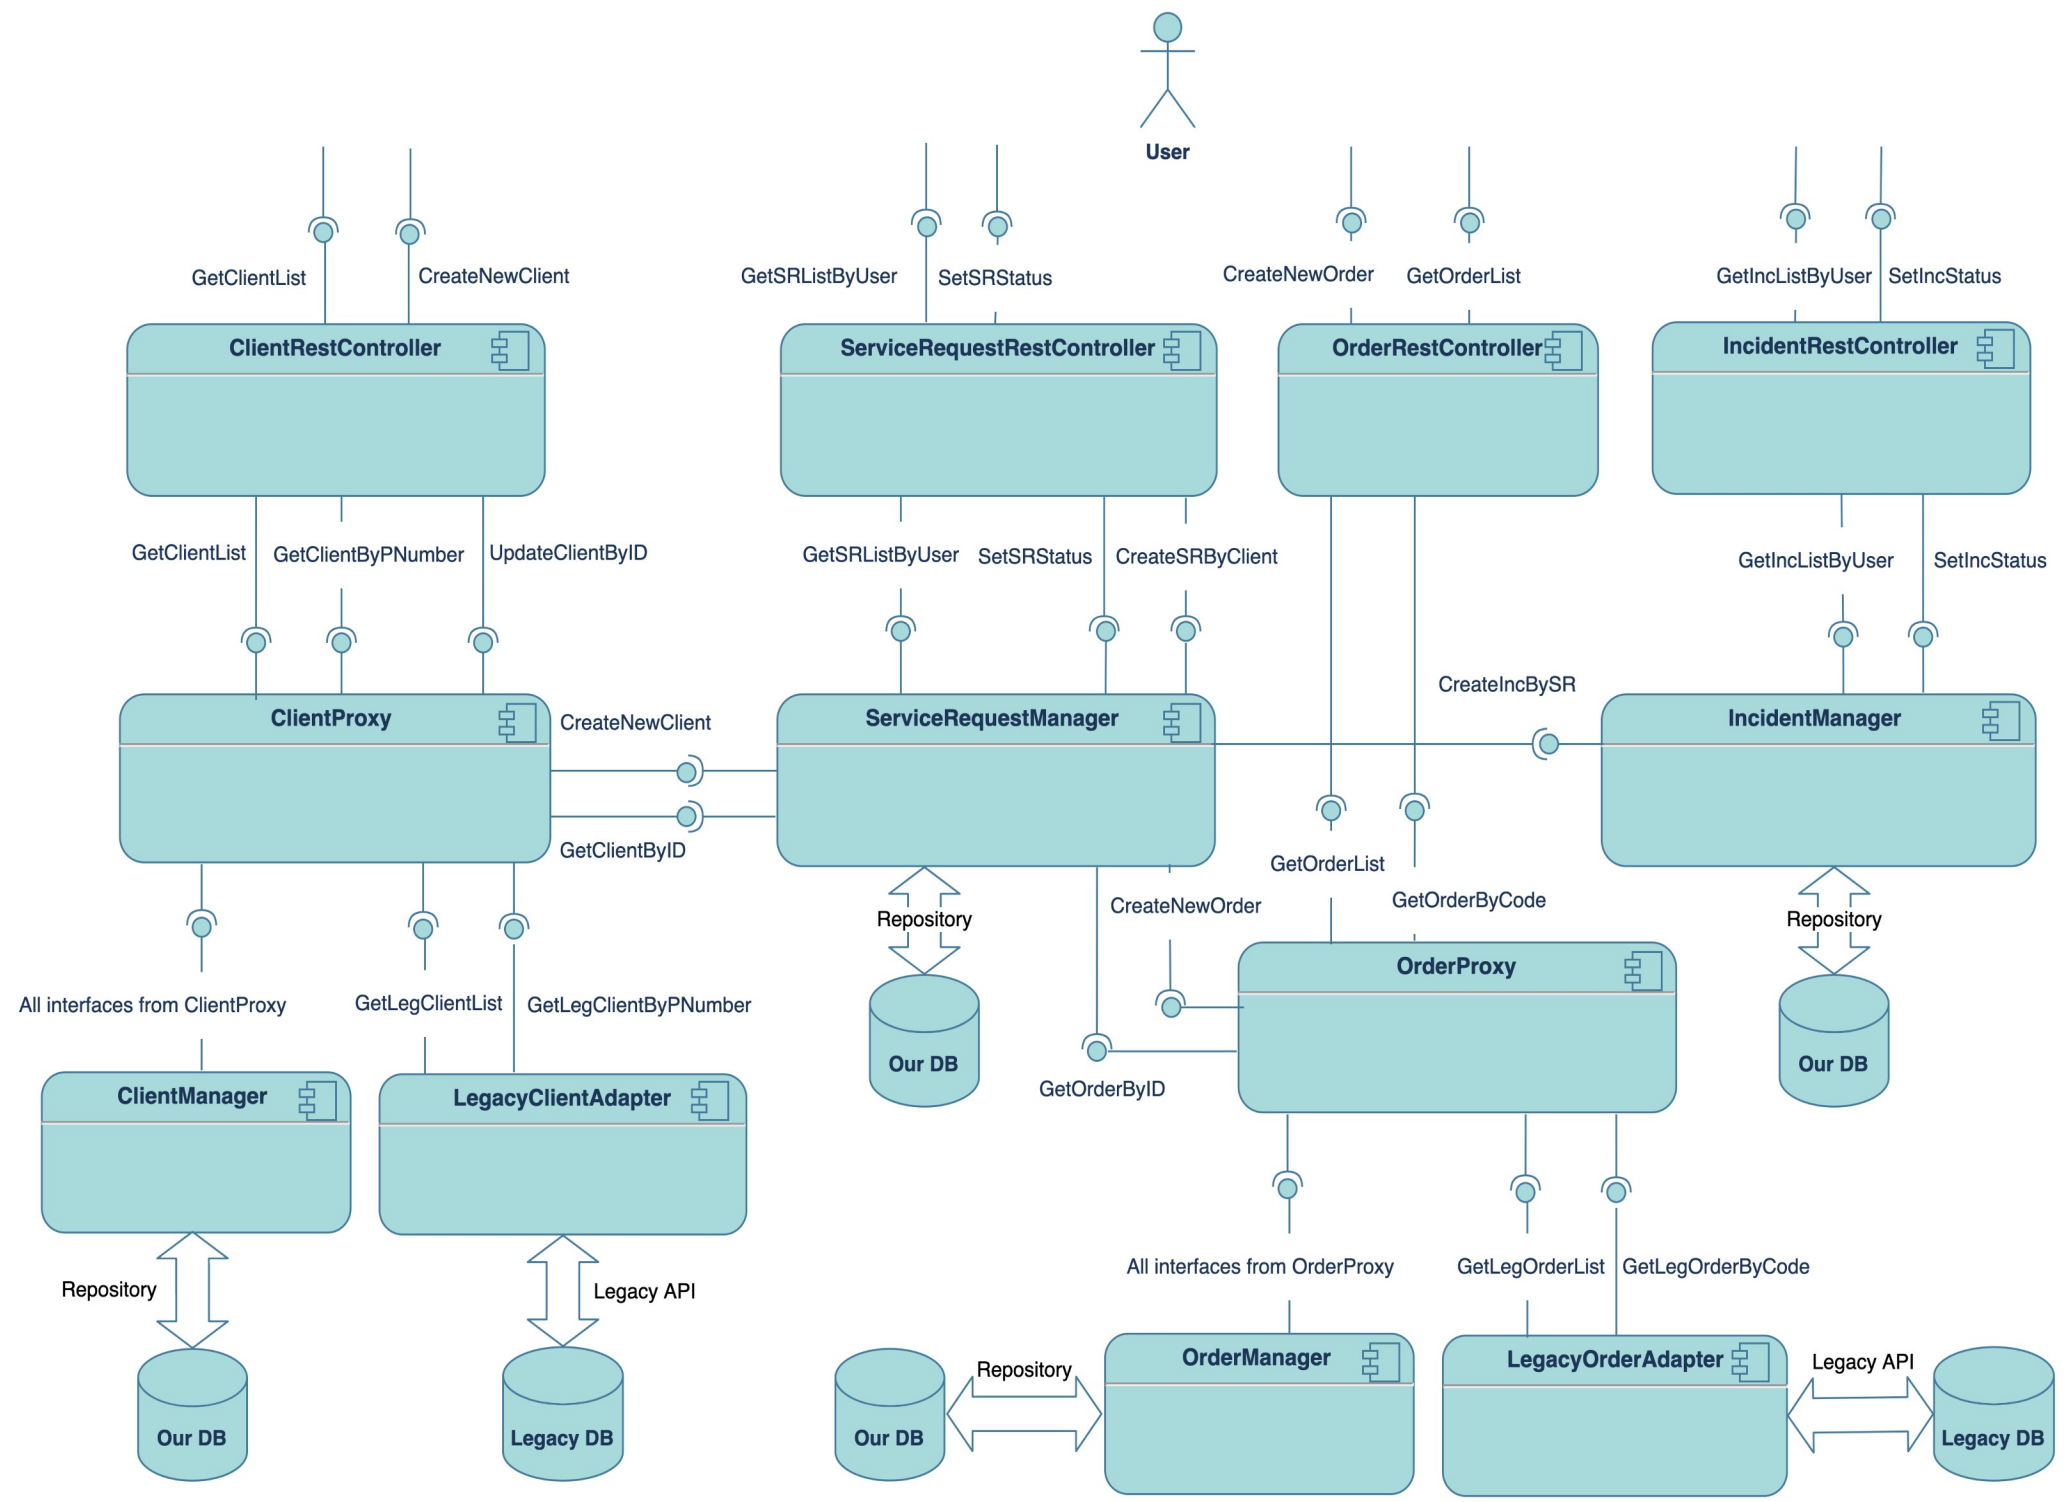 User
GetClientList
CreateNewClient
GetSRListByUser
SetSRStatus
CreateNewOrder
GetOrderList
GetIncListByUser
SetIncStatus
ClientRestController
ServiceRequestRestController
OrderRestController
IncidentRestController
GetClientList
GetClientByPNumber
UpdateClientByID
GetSRListByUser
SetSRStatus
CreateSRByClient
GetIncListByUser
SetIncStatus
CreateIncBySR
ClientProxy
CreateNewClient
ServiceRequestManager
IncidentManager
GetClientByID
GetOrderList
GetOrderByCode
CreateNewOrder
Repository
Repository
OrderProxy
All interfaces from ClientProxy
GetLegClientList
GetLegClientByPNumber
Our DB
Our DB
GetOrderByID
ClientManager
LegacyClientAdapter
Repository
Legacy API
All interfaces from OrderProxy
GetLegOrderList
GetLegOrderByCode
OrderManager
LegacyOrderAdapter
Repository
Legacy API
Our DB
Legacy DB
Our DB
Legacy DB